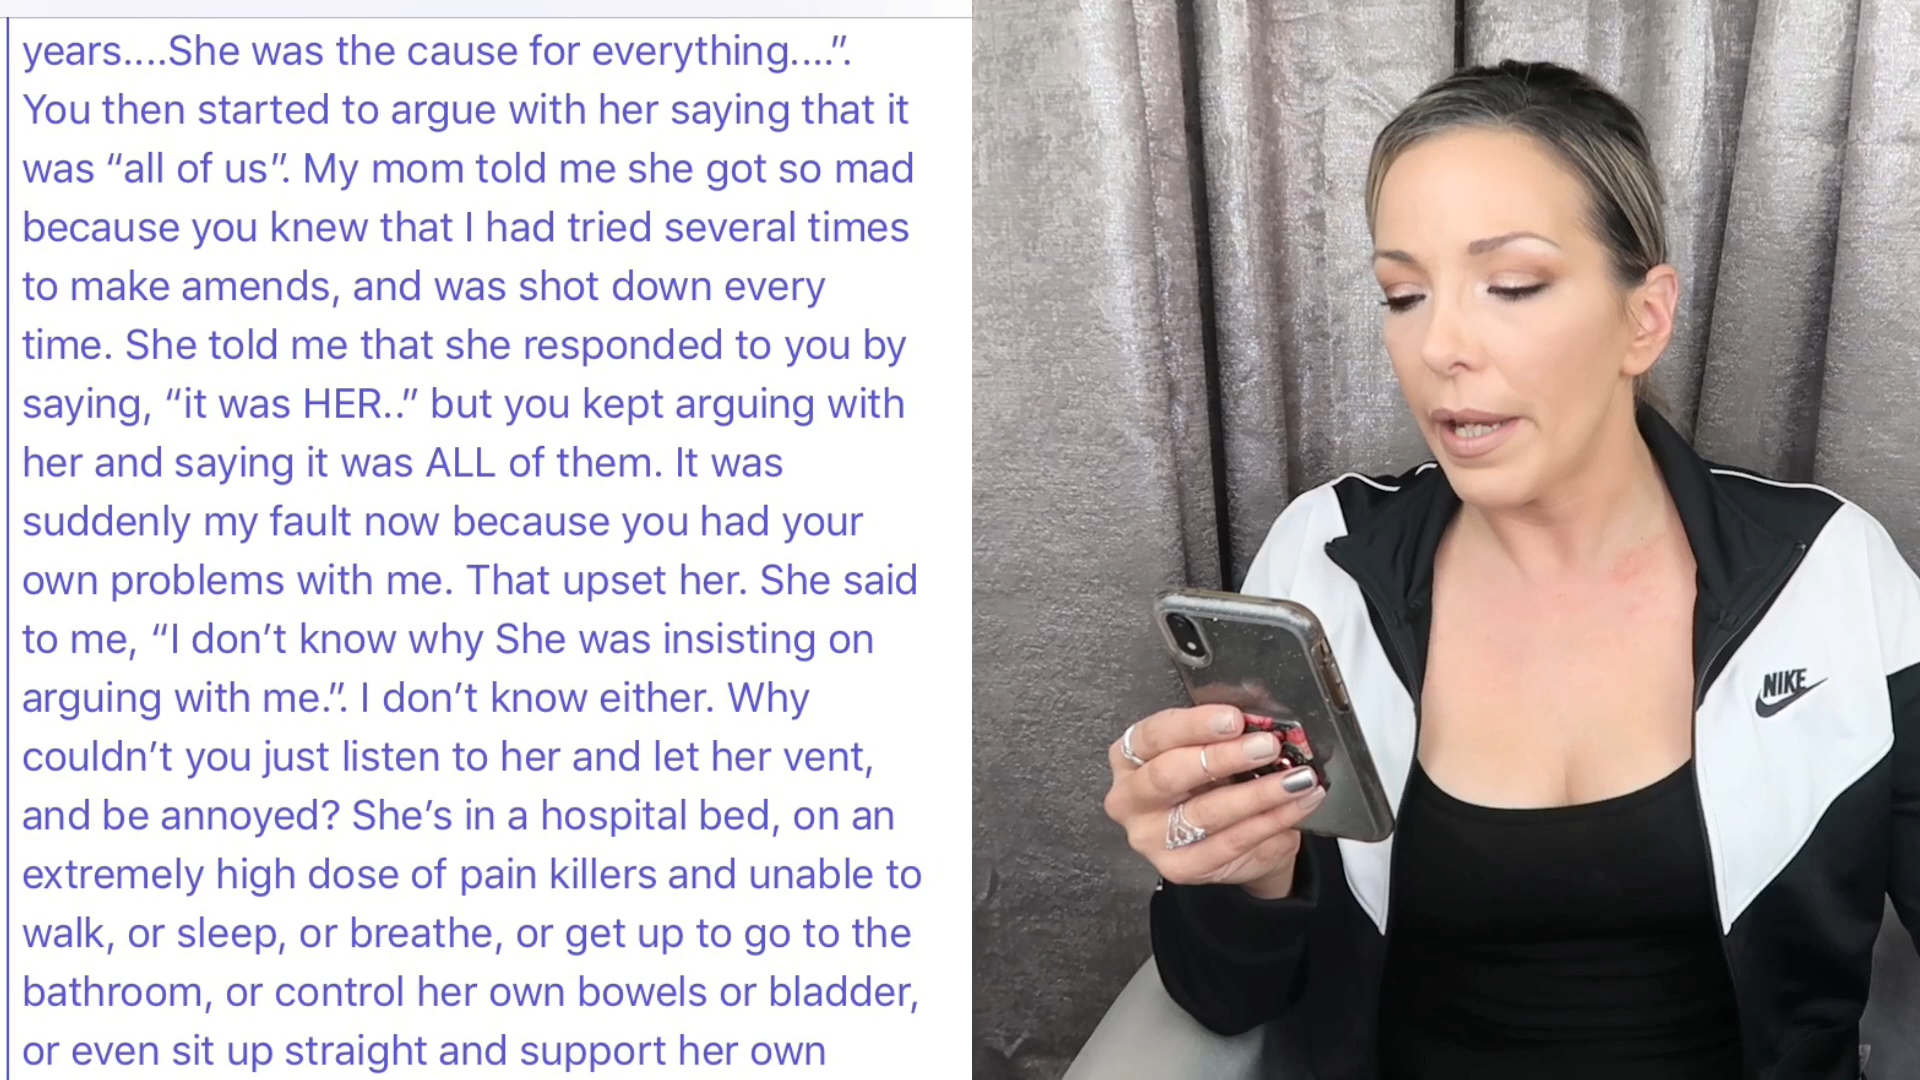 years....She was the cause for everything....”.
You then started to argue with her saying that it
was “all of us”. My mom told me she got so mad
because you knew that I had tried several times
to make amends, and was shot down every
time. She told me that she responded to you by
saying, “it was HER..” but you kept arguing with
her and saying it was ALL of them. It was
suddenly my fault now because you had your
own problems with me. That upset her. She said
to me, “I don’t know why She was insisting on
arguing with me.”. I don’t know either. Why
couldn’t you just listen to her and let her vent,
and be annoyed? She’s in a hospital bed, on an
extremely high dose of pain killers and unable to
walk, or sleep, or breathe, or get up to go to the
bathroom, or control her own bowels or bladder,
or even sit up straight and support her own
NIKE